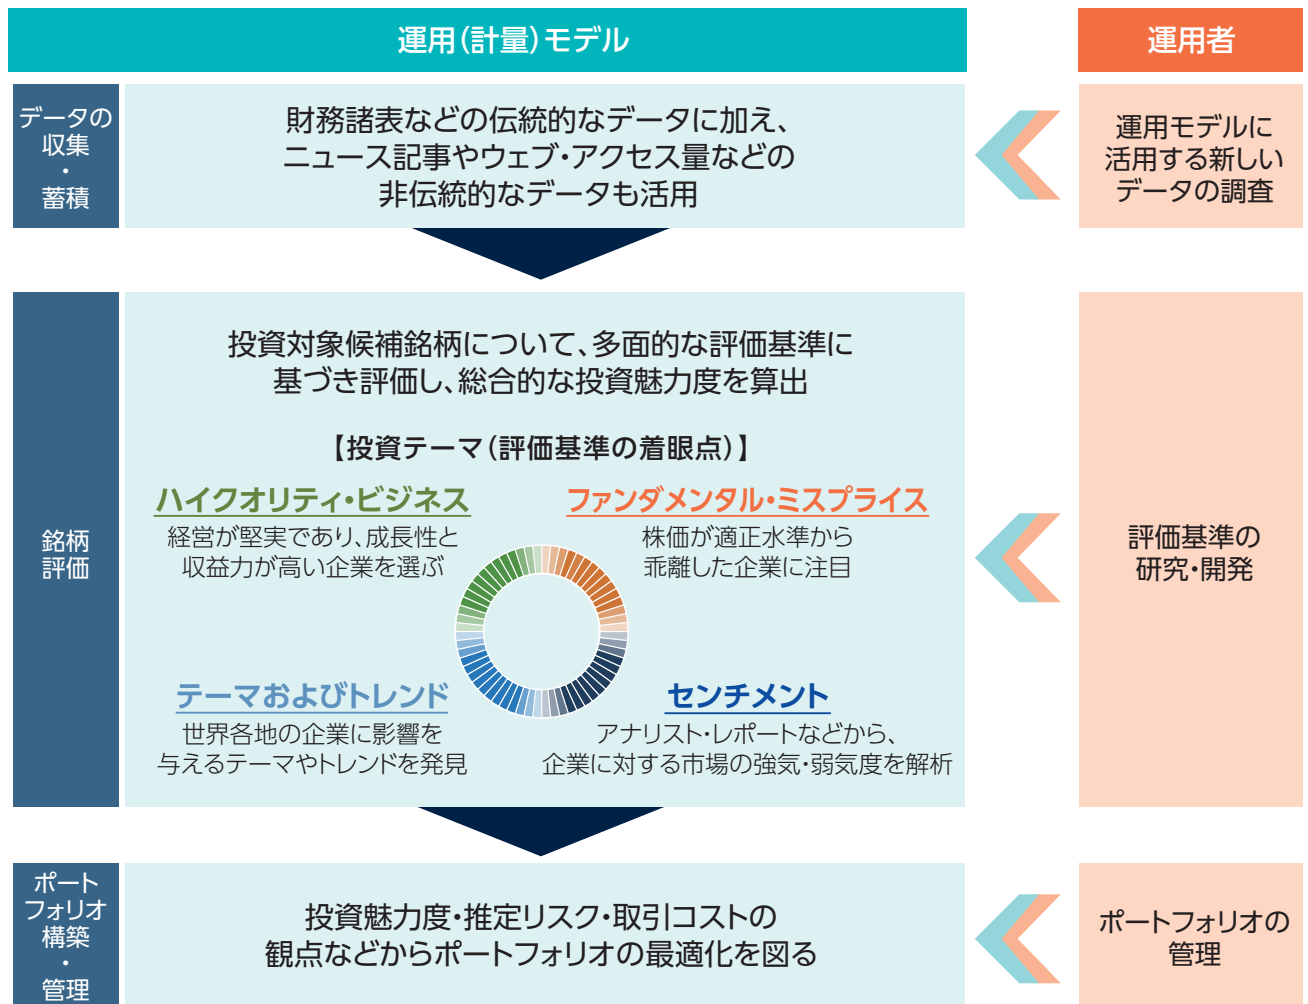 運用(計量)モデル
運用者
データの
収集
・
蓄積
財務諸表などの伝統的なデータに加え、
ニュース記事やウェブ・アクセス量などの
非伝統的なデータも活用
運用モデルに
活用する新しい
データの調査
銘柄
評価
投資対象候補銘柄について、多面的な評価基準に
基づき評価し、総合的な投資魅力度を算出
【投資テーマ(評価基準の着眼点)】
ハイクオリティ・ビジネス
経営が堅実であり、成長性と
収益力が高い企業を選ぶ
ファンダメンタル・ミスプライス
株価が適正水準から
乖離した企業に注目
テーマおよびトレンド
世界各地の企業に影響を
与えるテーマやトレンドを発見
センチメント
アナリスト・レポートなどから、
企業に対する市場の強気・弱気度を解析
評価基準の
研究・開発
ポート
フォリオ
構築
・
管理
投資魅力度・推定リスク・取引コストの
観点などからポートフォリオの最適化を図る
ポートフォリオの
管理